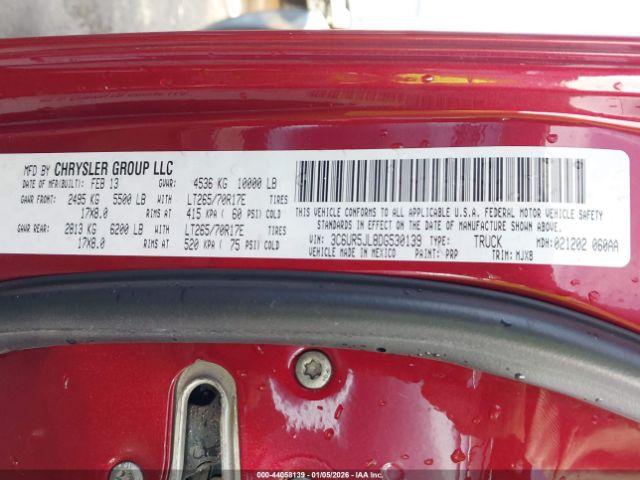 MFD BY CHRYSLER GROUP LLC
DATE OF MFR(BUILT): FEB 13 GVWR: 4536 KG 10000 LB
GAWR FRONT: 2495 KG 5500 LB WITH LT265/70R17E TIRES
17X8.0 RIMS AT 415 KPA ( 60 PSI) COLD
GAWR REAR: 2813 KG 6200 LB WITH LT265/70R17E TIRES
17X8.0 RIMS AT 520 KPA ( 75 PSI) COLD
THIS VEHICLE CONFORMS TO ALL APPLICABLE U.S.A. FEDERAL MOTOR VEHICLE SAFETY
STANDARDS IN EFFECT ON THE DATE OF MANUFACTURE SHOWN ABOVE.
VIN: 3C6UR5JL8DG530139 TYPE: TRUCK MDH: 021202 060AA
VEHICLE MADE IN MEXICO PAINT: PRP TRIM: MJX8
000-44058139 - 01/05/2026 - IAAI.com